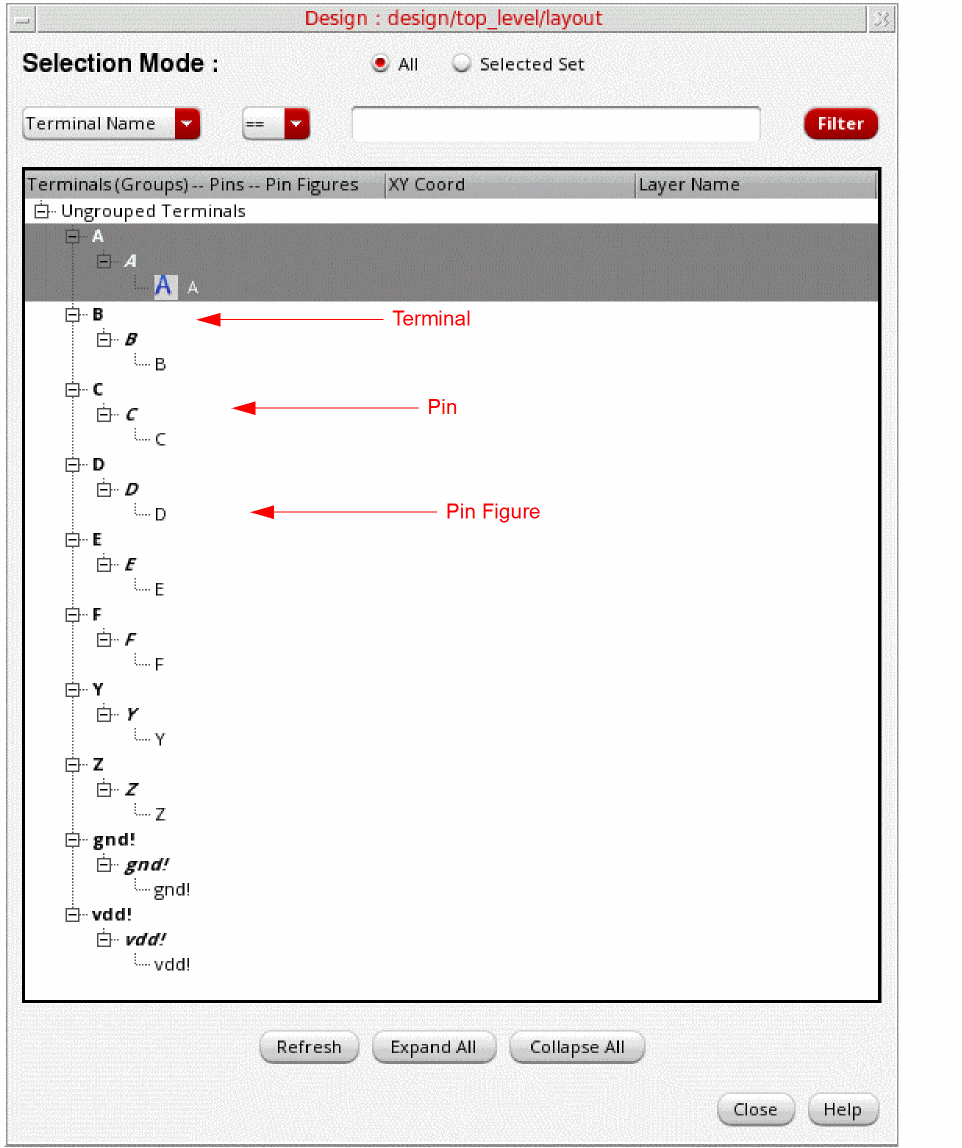 Design : design/top_level/layout
Selection Mode : All Selected Set
Terminal Name == Filter
Terminals (Groups) -- Pins -- Pin Figures XY Coord Layer Name
Ungrouped Terminals
A
A
A A
B Terminal
B
B
C Pin
C
C
D
D
D Pin Figure
E
E
E
F
F
F
Y
Y
Y
Z
Z
Z
gnd!
gnd!
gnd!
vdd!
vdd!
vdd!
Refresh Expand All Collapse All
Close Help